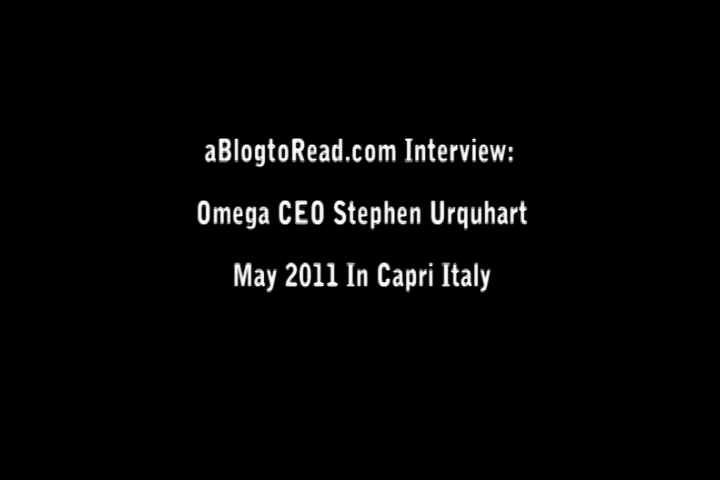 aBlogtoRead.com Interview:
Omega CEO Stephen Urquhart
May 2011 In Capri Italy